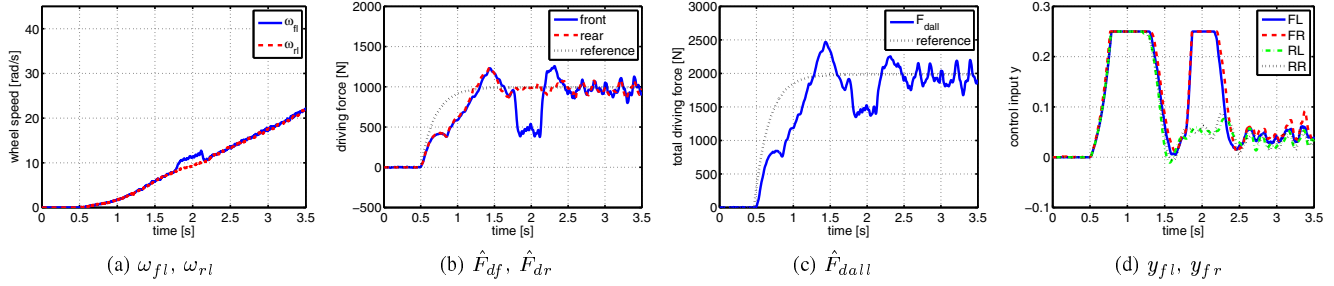 wheel speed [rad/s]
40
30
20
10
0
0 0.5 1 1.5 2 2.5 3 3.5
time [s]
ω_fl
ω_rl
(a) ω_fl, ω_rl
driving force [N]
2000
1500
1000
500
0
−500
0 0.5 1 1.5 2 2.5 3 3.5
time [s]
front
rear
reference
(b) F̂_df, F̂_dr
total driving force [N]
3000
2500
2000
1500
1000
500
0
0 0.5 1 1.5 2 2.5 3 3.5
time [s]
F_dall
reference
(c) F̂_dall
control input y
0.3
0.2
0.1
0
−0.1
0 0.5 1 1.5 2 2.5 3 3.5
time [s]
FL
FR
RL
RR
(d) y_fl, y_fr